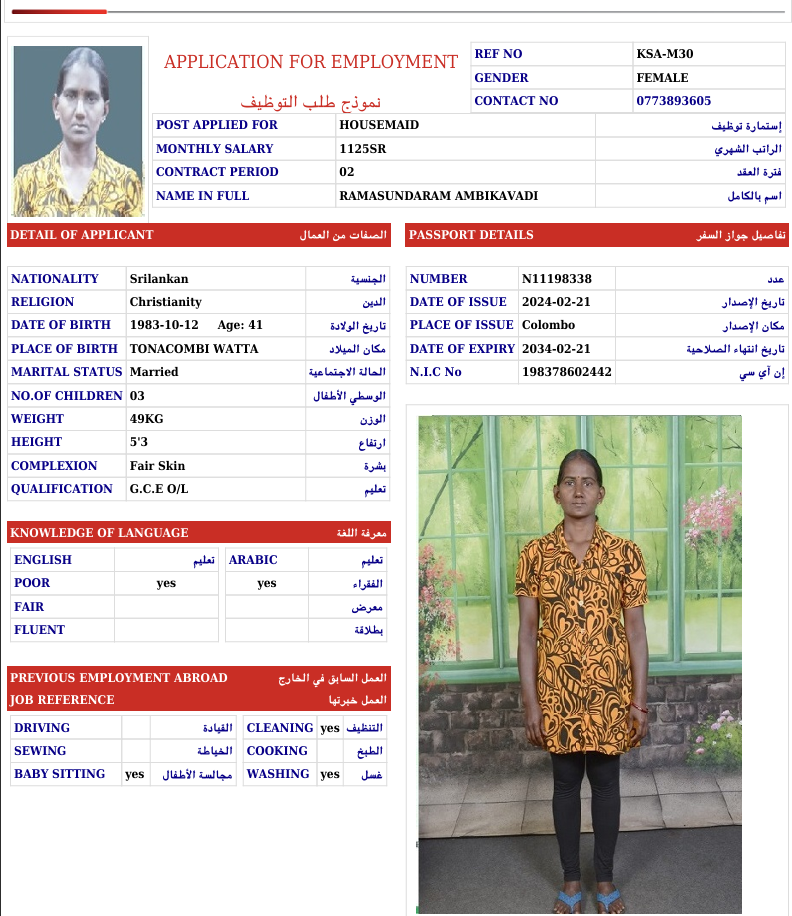 APPLICATION FOR EMPLOYMENT
نموذج طلب التوظيف
REF NO KSA-M30
GENDER FEMALE
CONTACT NO 0773893605
POST APPLIED FOR HOUSEMAID إستمارة توظيف
MONTHLY SALARY 1125SR الراتب الشهري
CONTRACT PERIOD 02 فترة العقد
NAME IN FULL RAMASUNDARAM AMBIKAVADI اسم بالكامل
DETAIL OF APPLICANT الصفات من العمال
NATIONALITY Srilankan الجنسية
RELIGION Christianity الدين
DATE OF BIRTH 1983-10-12 Age: 41 تاريخ الولادة
PLACE OF BIRTH TONACOMBI WATTA مكان الميلاد
MARITAL STATUS Married الحالة الاجتماعية
NO.OF CHILDREN 03 الوسطي الأطفال
WEIGHT 49KG الوزن
HEIGHT 5'3 ارتفاع
COMPLEXION Fair Skin بشرة
QUALIFICATION G.C.E O/L تعليم
KNOWLEDGE OF LANGUAGE معرفة اللغة
ENGLISH تعليم ARABIC تعليم
POOR yes yes الفقراء
FAIR معرض
FLUENT بطلاقة
PREVIOUS EMPLOYMENT ABROAD العمل السابق في الخارج
JOB REFERENCE العمل خبرتها
DRIVING القيادة CLEANING yes التنظيف
SEWING الخياطة COOKING الطبخ
BABY SITTING yes مجالسة الأطفال WASHING yes غسل
PASSPORT DETAILS تفاصيل جواز السفر
NUMBER N11198338 عدد
DATE OF ISSUE 2024-02-21 تاريخ الإصدار
PLACE OF ISSUE Colombo مكان الإصدار
DATE OF EXPIRY 2034-02-21 تاريخ انتهاء الصلاحية
N.I.C No 198378602442 إن آي سي